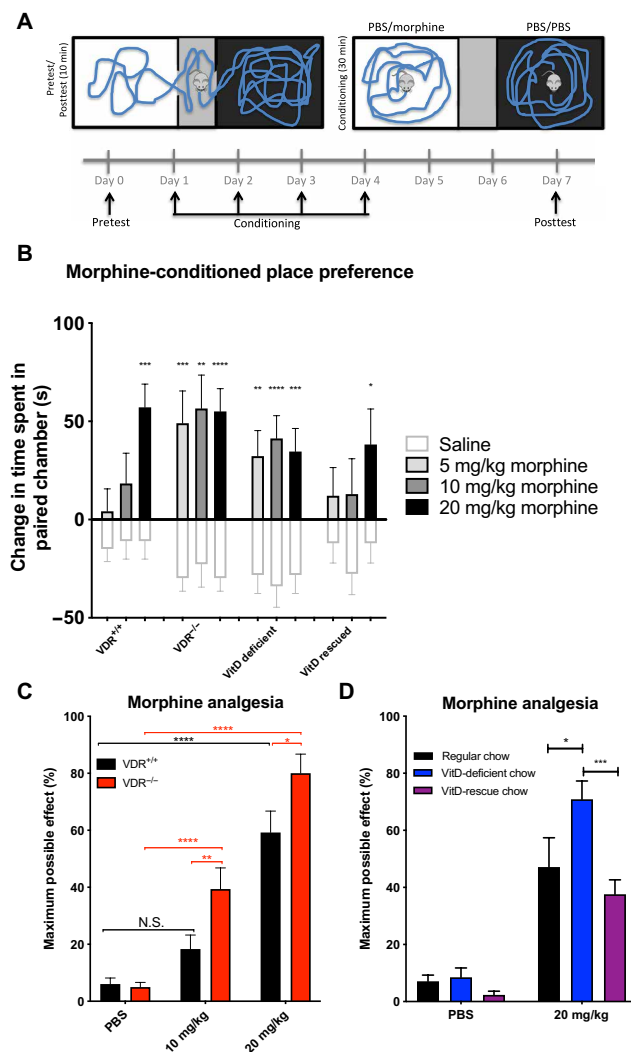 A
PBS/morphine PBS/PBS
Pretest/
Posttest (10 min)
Conditioning (30 min)
Day 0 Day 1 Day 2 Day 3 Day 4 Day 5 Day 6 Day 7
Pretest Conditioning Posttest
B
Morphine-conditioned place preference
Change in time spent in
paired chamber (s)
100
50
0
−50
*** *** ** **** ** **** *** *
Saline
5 mg/kg morphine
10 mg/kg morphine
20 mg/kg morphine
VDR+/+ VDR−/− VitD deficient VitD rescued
C
Morphine analgesia
Maximum possible effect (%)
100
80
60
40
20
0
VDR+/+
VDR−/−
****
**** *
****
**
N.S.
PBS 10 mg/kg 20 mg/kg
D
Morphine analgesia
Maximum possible effect (%)
100
80
60
40
20
0
Regular chow
VitD-deficient chow
VitD-rescue chow
*
***
PBS 20 mg/kg